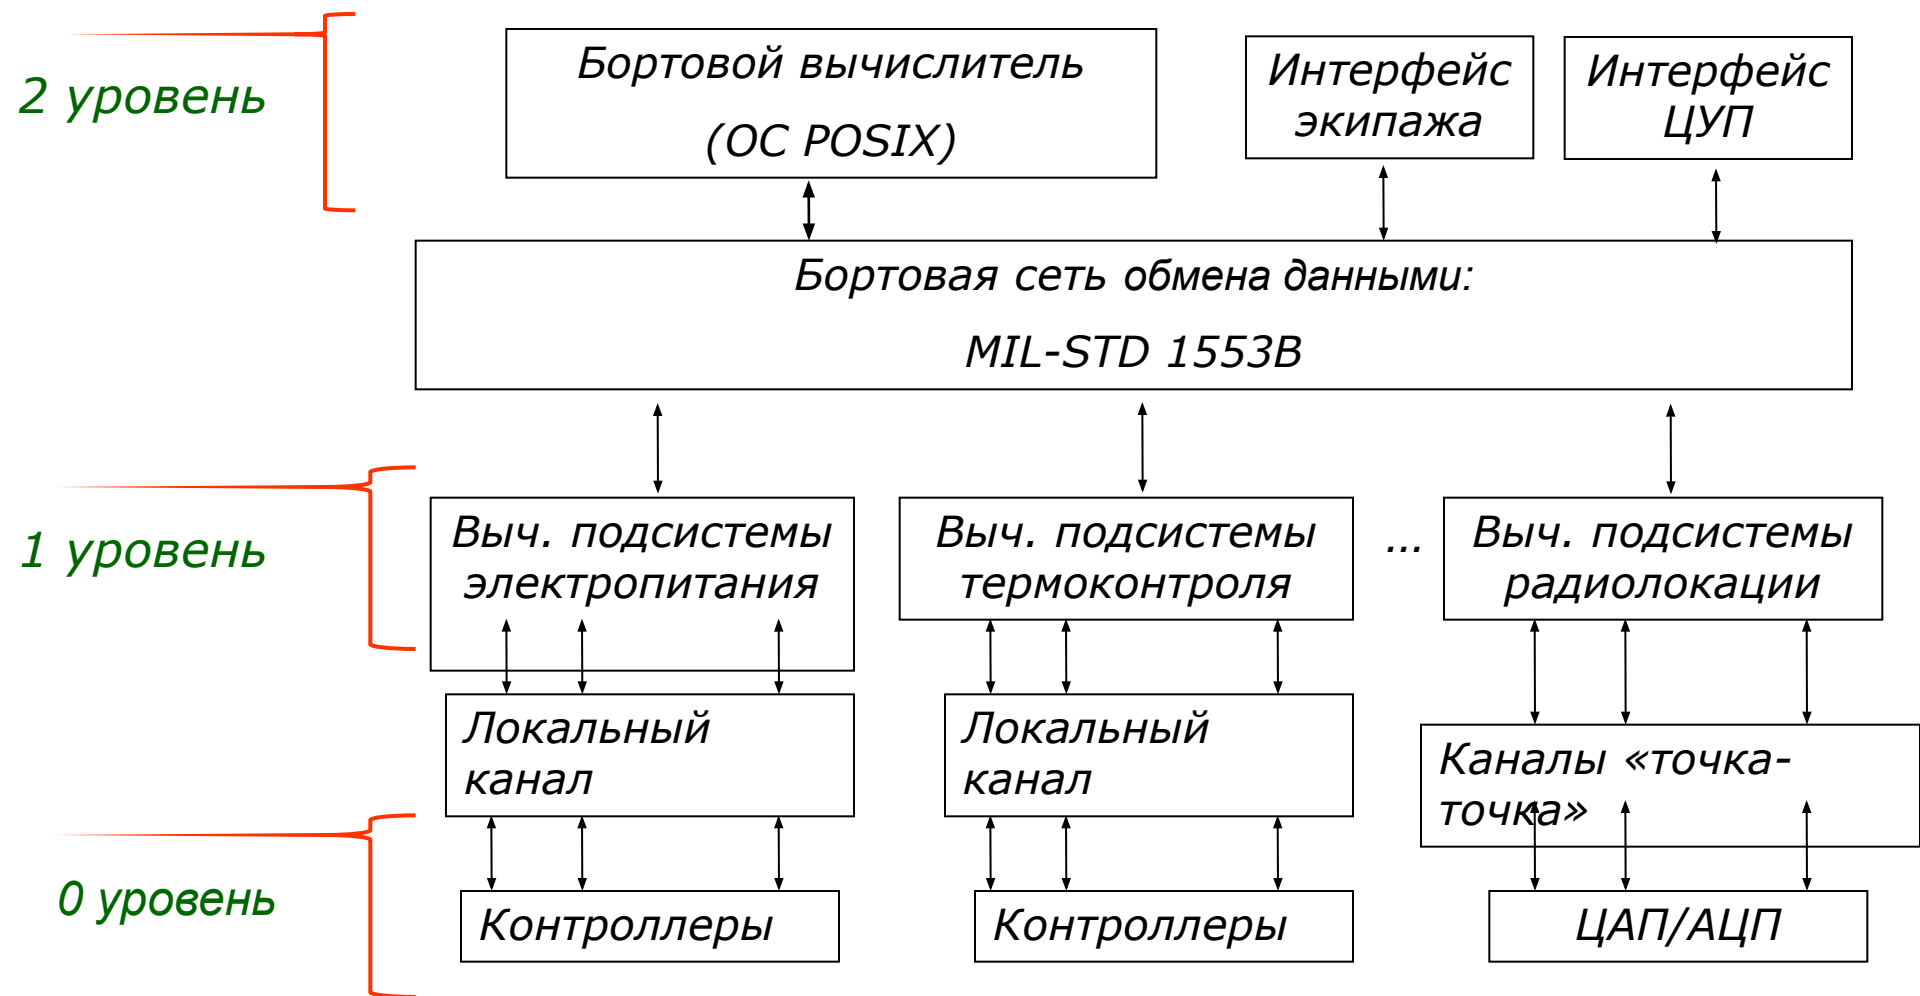 2 уровень
Бортовой вычислитель
(ОС POSIX)
Интерфейс
экипажа
Интерфейс
ЦУП
Бортовая сеть обмена данными:
MIL-STD 1553B
1 уровень
Выч. подсистемы
электропитания
Выч. подсистемы
термоконтроля
...
Выч. подсистемы
радиолокации
Локальный
канал
Локальный
канал
Каналы «точка-
точка»
0 уровень
Контроллеры
Контроллеры
ЦАП/АЦП